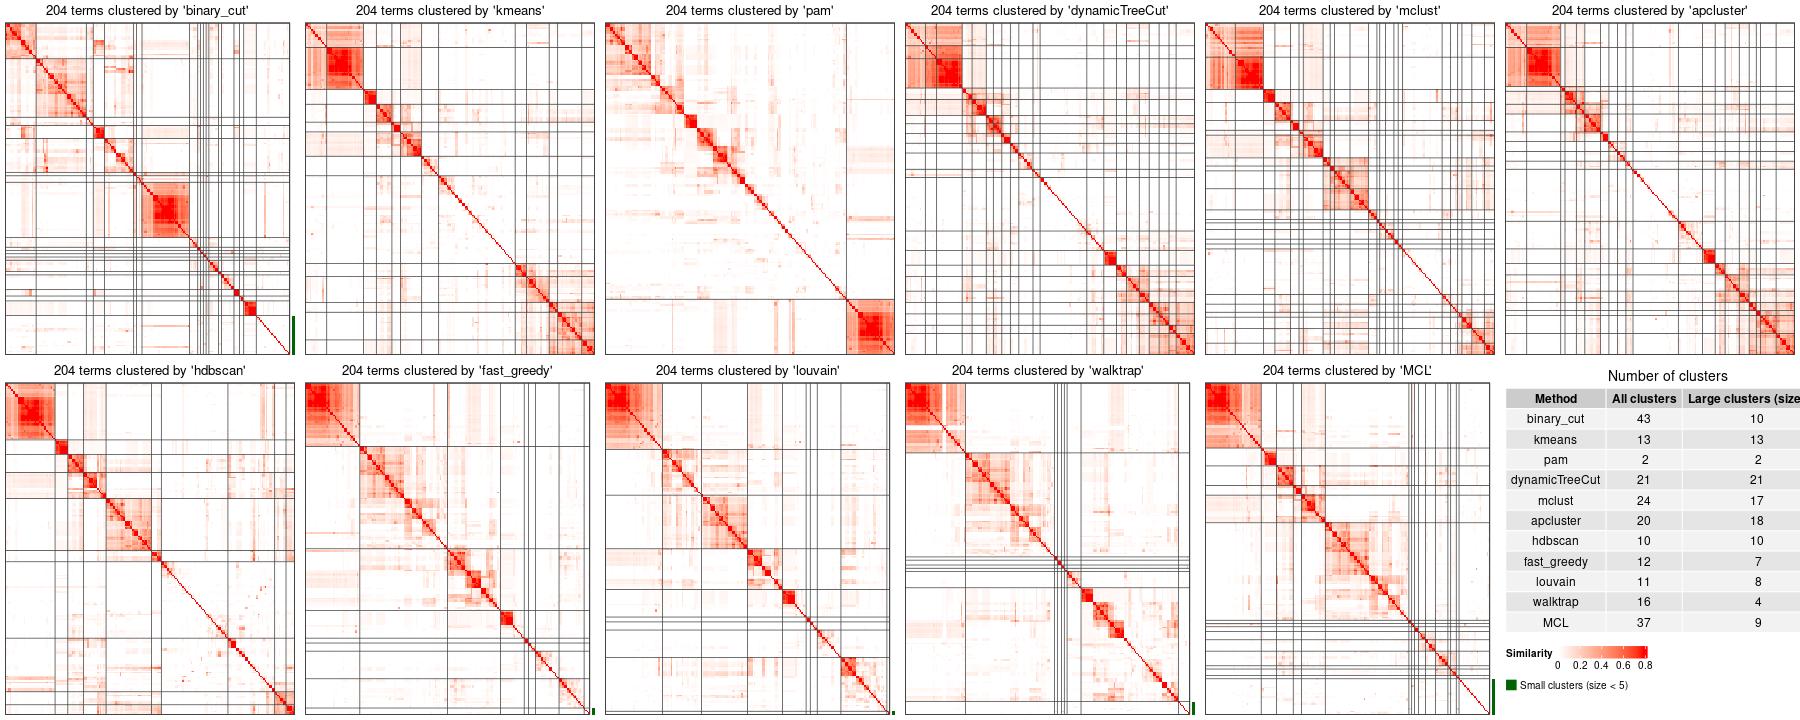 204 terms clustered by 'binary_cut'
204 terms clustered by 'kmeans'
204 terms clustered by 'pam'
204 terms clustered by 'dynamicTreeCut'
204 terms clustered by 'mclust'
204 terms clustered by 'apcluster'
204 terms clustered by 'hdbscan'
204 terms clustered by 'fast_greedy'
204 terms clustered by 'louvain'
204 terms clustered by 'walktrap'
204 terms clustered by 'MCL'
Number of clusters
Method All clusters Large clusters (size
binary_cut 43 10
kmeans 13 13
pam 2 2
dynamicTreeCut 21 21
mclust 24 17
apcluster 20 18
hdbscan 10 10
fast_greedy 12 7
louvain 11 8
walktrap 16 4
MCL 37 9
Similarity
0 0.2 0.4 0.6 0.8
Small clusters (size < 5)